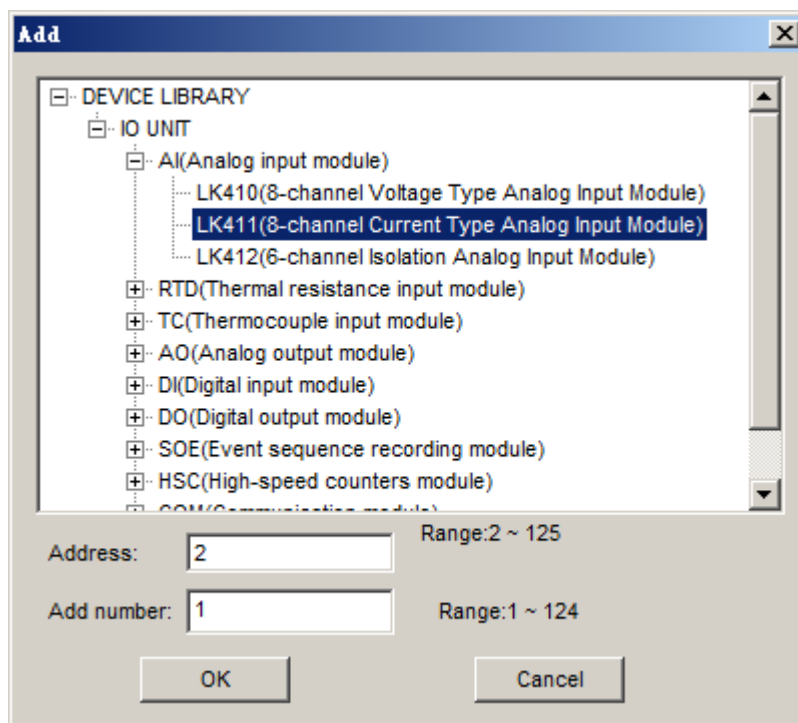 Add
DEVICE LIBRARY
IO UNIT
AI(Analog input module)
LK410(8-channel Voltage Type Analog Input Module)
LK411(8-channel Current Type Analog Input Module)
LK412(6-channel Isolation Analog Input Module)
RTD(Thermal resistance input module)
TC(Thermocouple input module)
AO(Analog output module)
DI(Digital input module)
DO(Digital output module)
SOE(Event sequence recording module)
HSC(High-speed counters module)
COM(Communication module)
Address: 2 Range:2 ~ 125
Add number: 1 Range:1 ~ 124
OK Cancel